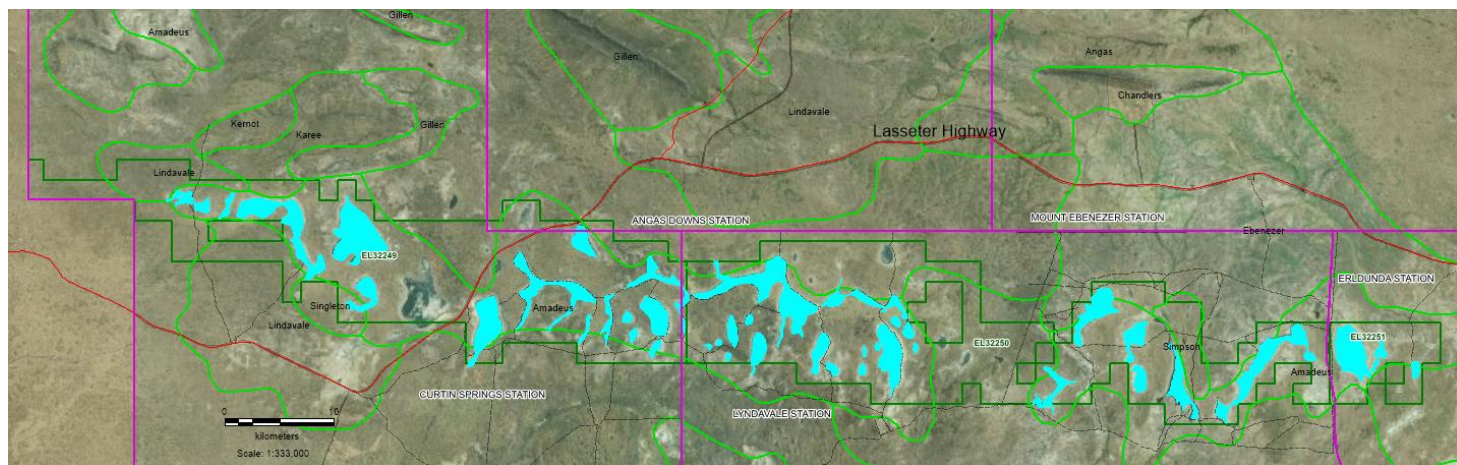 Gillen
Amadeus
Gillen
Angas
Chandlers
Lindavale
Kernot
Karee
Gillen
Lasseter Highway
Lindavale
ANGAS DOWNS STATION
MOUNT EBENEZER STATION
Ebenezer
EL32249
ERLDUNDA STATION
Singleton
Amadeus
Lindavale
EL32250
Simpson
EL32251
Amadeus
CURTIN SPRINGS STATION
LYNDAVALE STATION
0 10
kilometers
Scale: 1:333,000